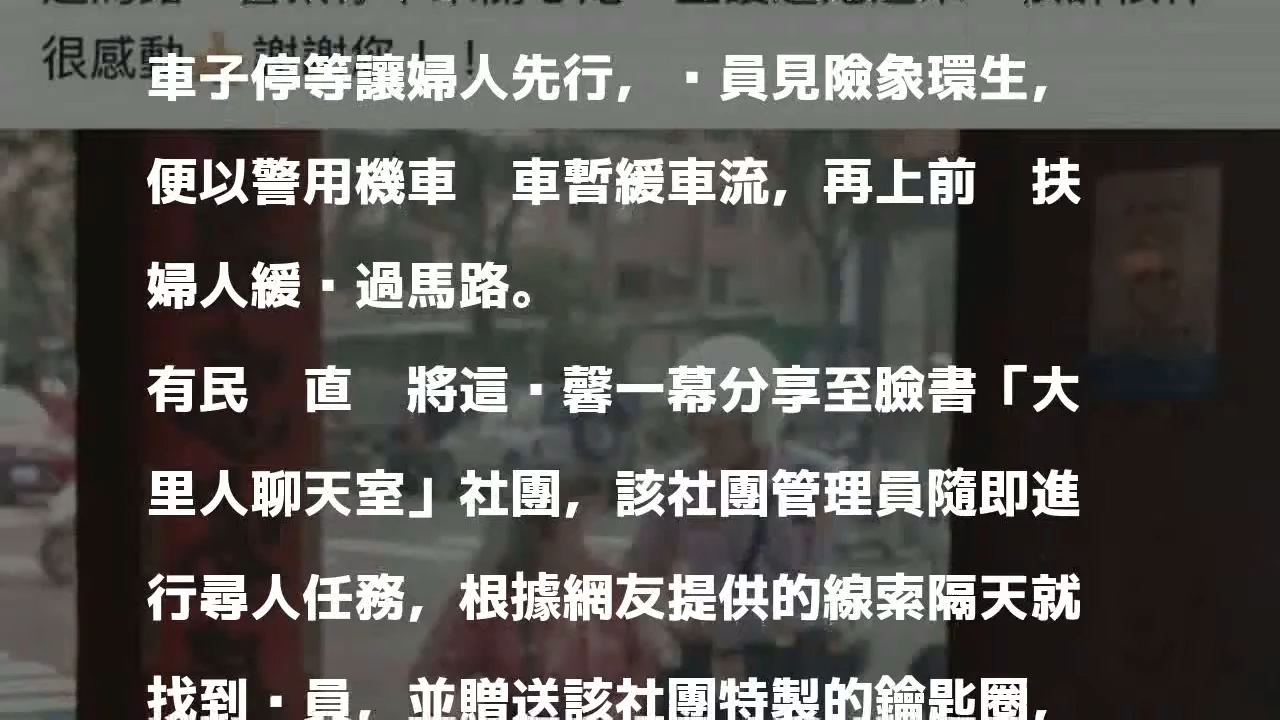 很感動 謝謝您！！
車子停等讓婦人先行，·員見險象環生，
便以警用機車　車暫緩車流，再上前　扶
婦人緩·過馬路。
有民　直　將這·馨一幕分享至臉書「大
里人聊天室」社團，該社團管理員隨即進
行尋人任務，根據網友提供的線索隔天就
找到·員，並贈送該社團特製的鑰匙圈，